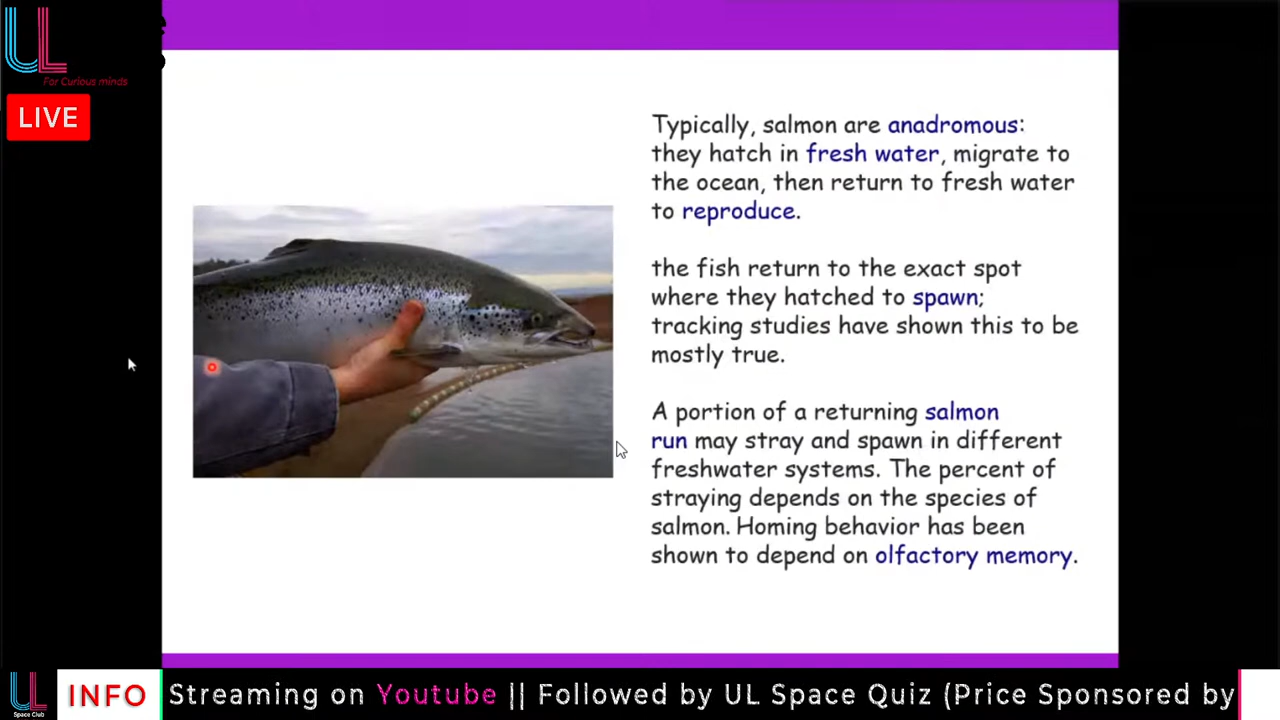 UL
For Curious minds
LIVE
Typically, salmon are anadromous:
they hatch in fresh water, migrate to
the ocean, then return to fresh water
to reproduce.
the fish return to the exact spot
where they hatched to spawn;
tracking studies have shown this to be
mostly true.
A portion of a returning salmon
run may stray and spawn in different
freshwater systems. The percent of
straying depends on the species of
salmon. Homing behavior has been
shown to depend on olfactory memory.
UL
Space Club
INFO
Streaming on Youtube || Followed by UL Space Quiz (Price Sponsored by